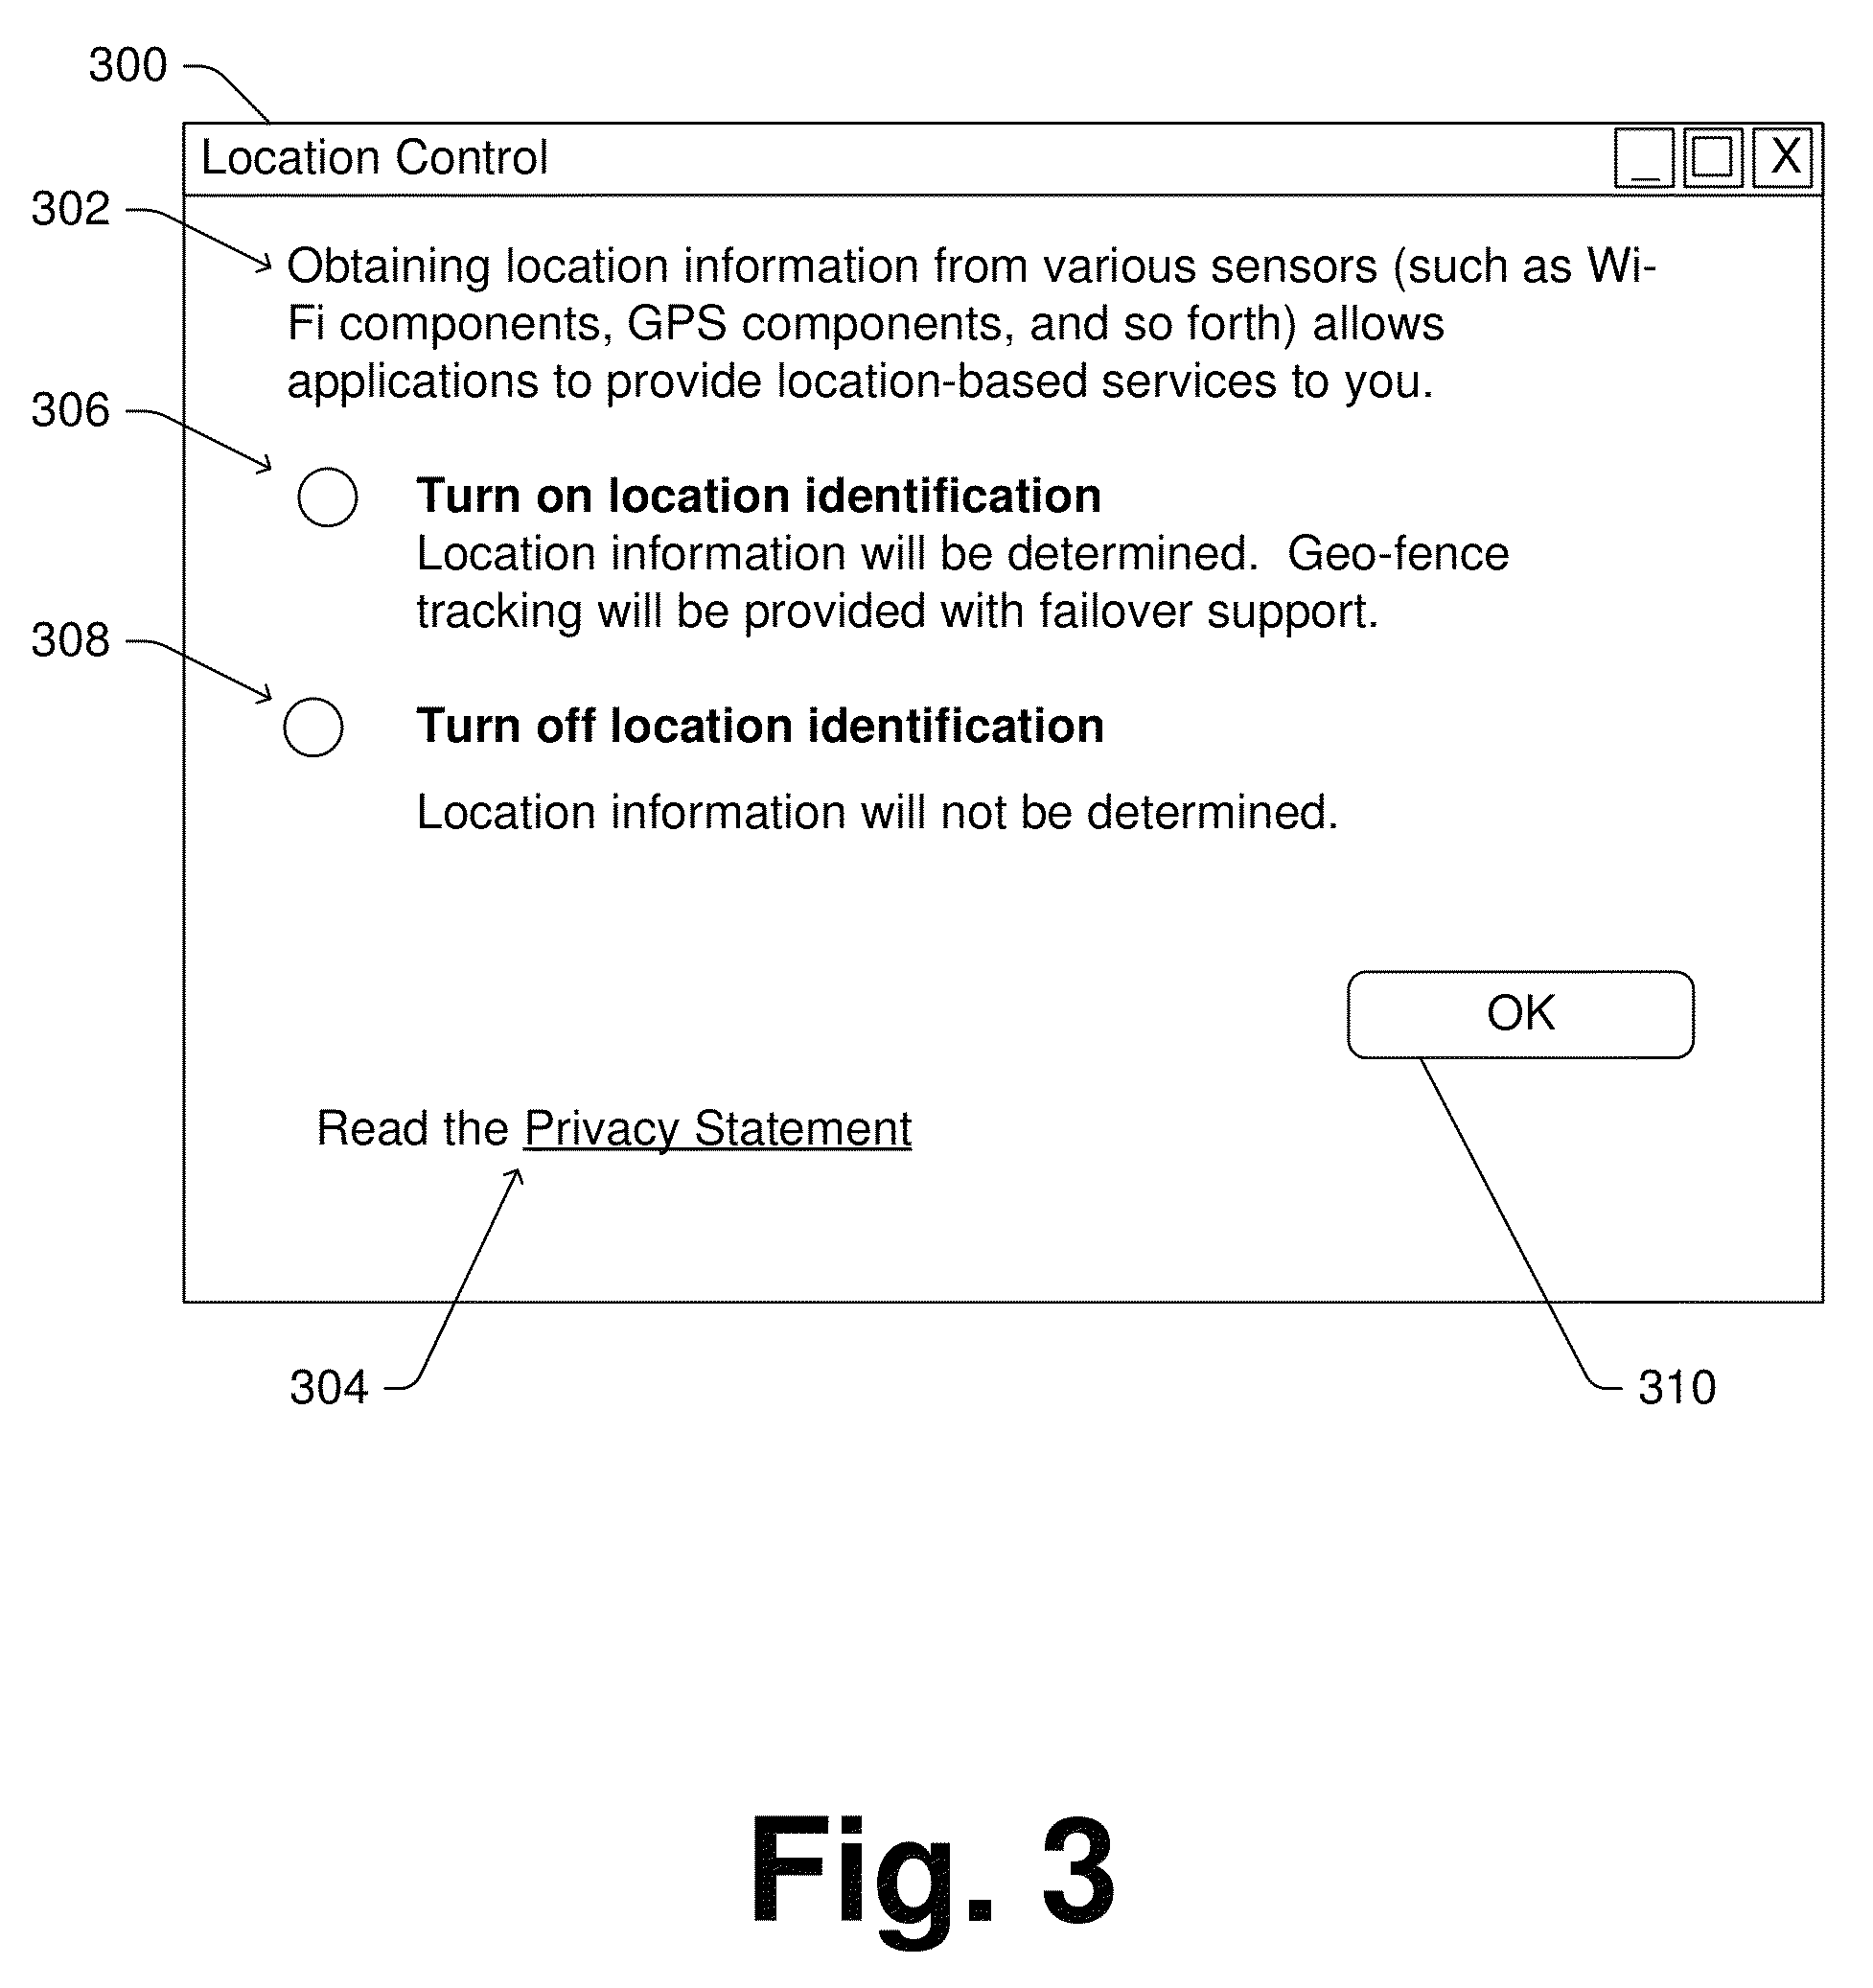 300
Location Control
_ X
302
Obtaining location information from various sensors (such as Wi-
Fi components, GPS components, and so forth) allows
applications to provide location-based services to you.
306
Turn on location identification
Location information will be determined.  Geo-fence
tracking will be provided with failover support.
308
Turn off location identification
Location information will not be determined.
OK
Read the Privacy Statement
304
310
Fig. 3